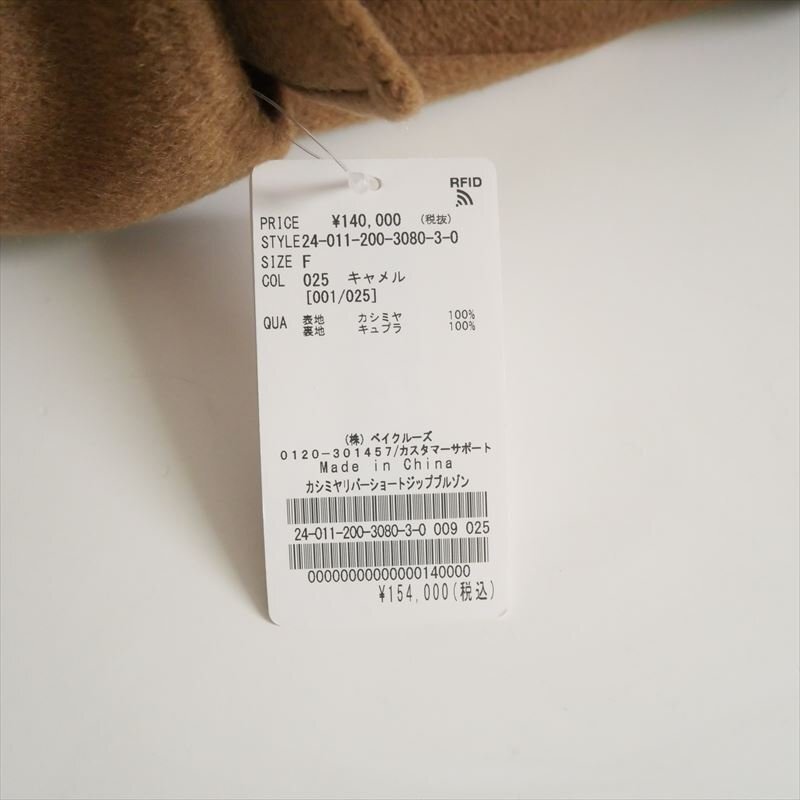 RFID
PRICE ¥140,000 (税抜)
STYLE 24-011-200-3080-3-0
SIZE F
COL 025 キャメル
[001/025]
QUA 表地 カシミヤ 100%
裏地 キュプラ 100%
(株) ベイクルーズ
0120-301457/カスタマーサポート
Made in China
カシミヤリバーショートジップブルゾン
24-011-200-3080-3-0 009 025
00000000000000140000
¥154,000(税込)